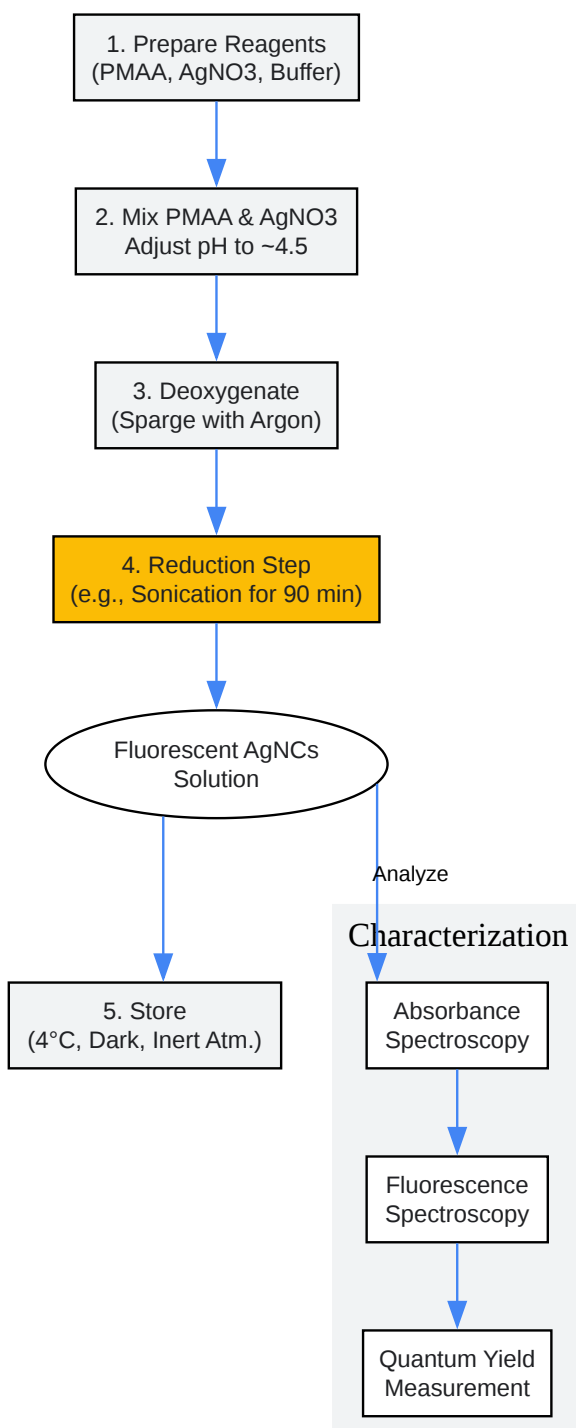 1. Prepare Reagents
(PMAA, AgNO3, Buffer)
2. Mix PMAA & AgNO3
Adjust pH to ~4.5
3. Deoxygenate
(Sparge with Argon)
4. Reduction Step
(e.g., Sonication for 90 min)
Fluorescent AgNCs
Solution
Analyze
Characterization
5. Store
(4°C, Dark, Inert Atm.)
Absorbance
Spectroscopy
Fluorescence
Spectroscopy
Quantum Yield
Measurement